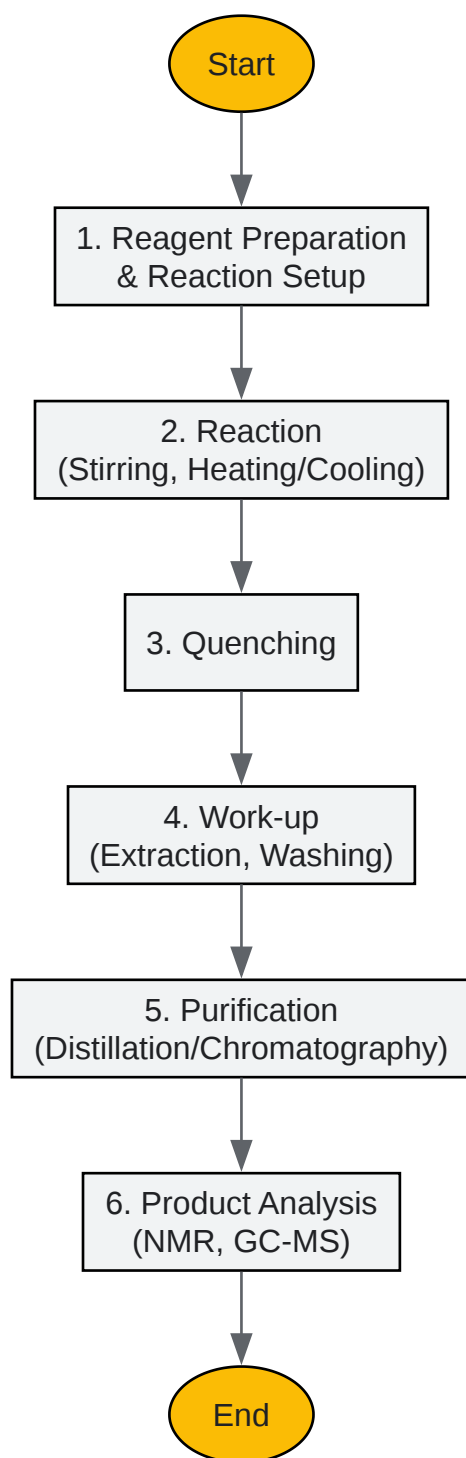 Start
1. Reagent Preparation
& Reaction Setup
2. Reaction
(Stirring, Heating/Cooling)
3. Quenching
4. Work-up
(Extraction, Washing)
5. Purification
(Distillation/Chromatography)
6. Product Analysis
(NMR, GC-MS)
End